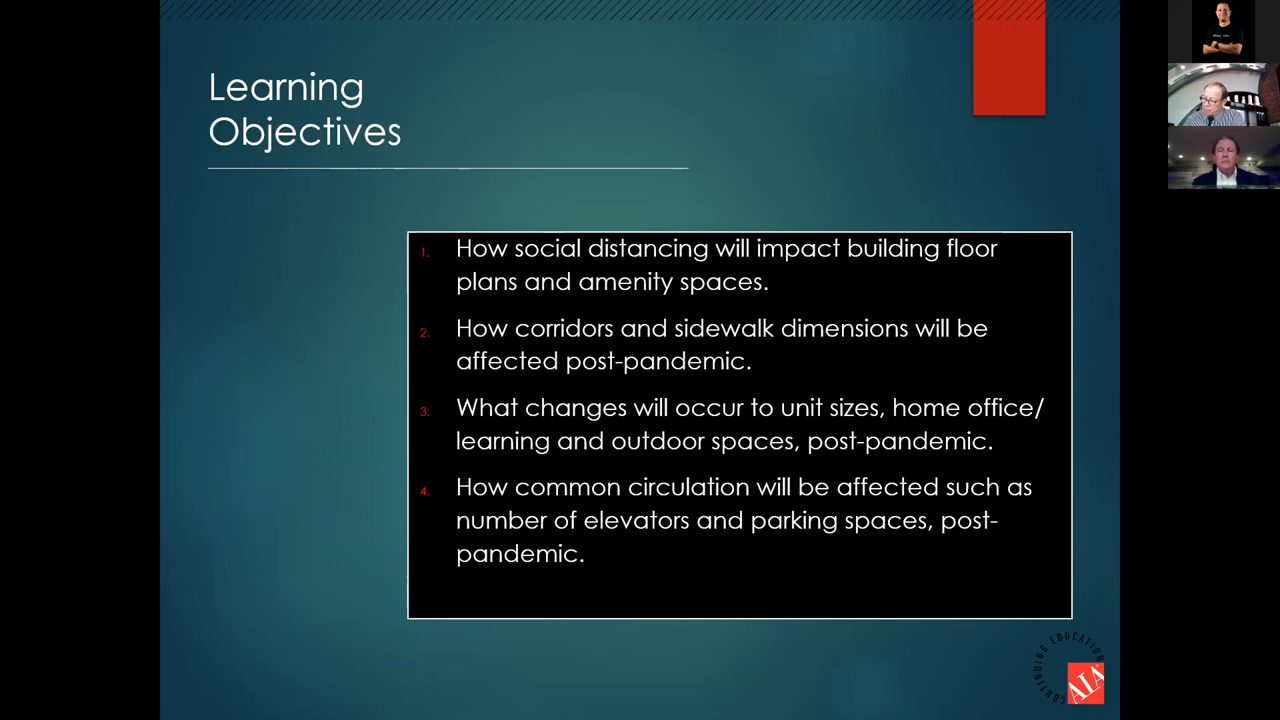 Learning
Objectives
1. How social distancing will impact building floor
plans and amenity spaces.
2. How corridors and sidewalk dimensions will be
affected post-pandemic.
3. What changes will occur to unit sizes, home office/
learning and outdoor spaces, post-pandemic.
4. How common circulation will be affected such as
number of elevators and parking spaces, post-
pandemic.
CONTINUING EDUCATION
AIA